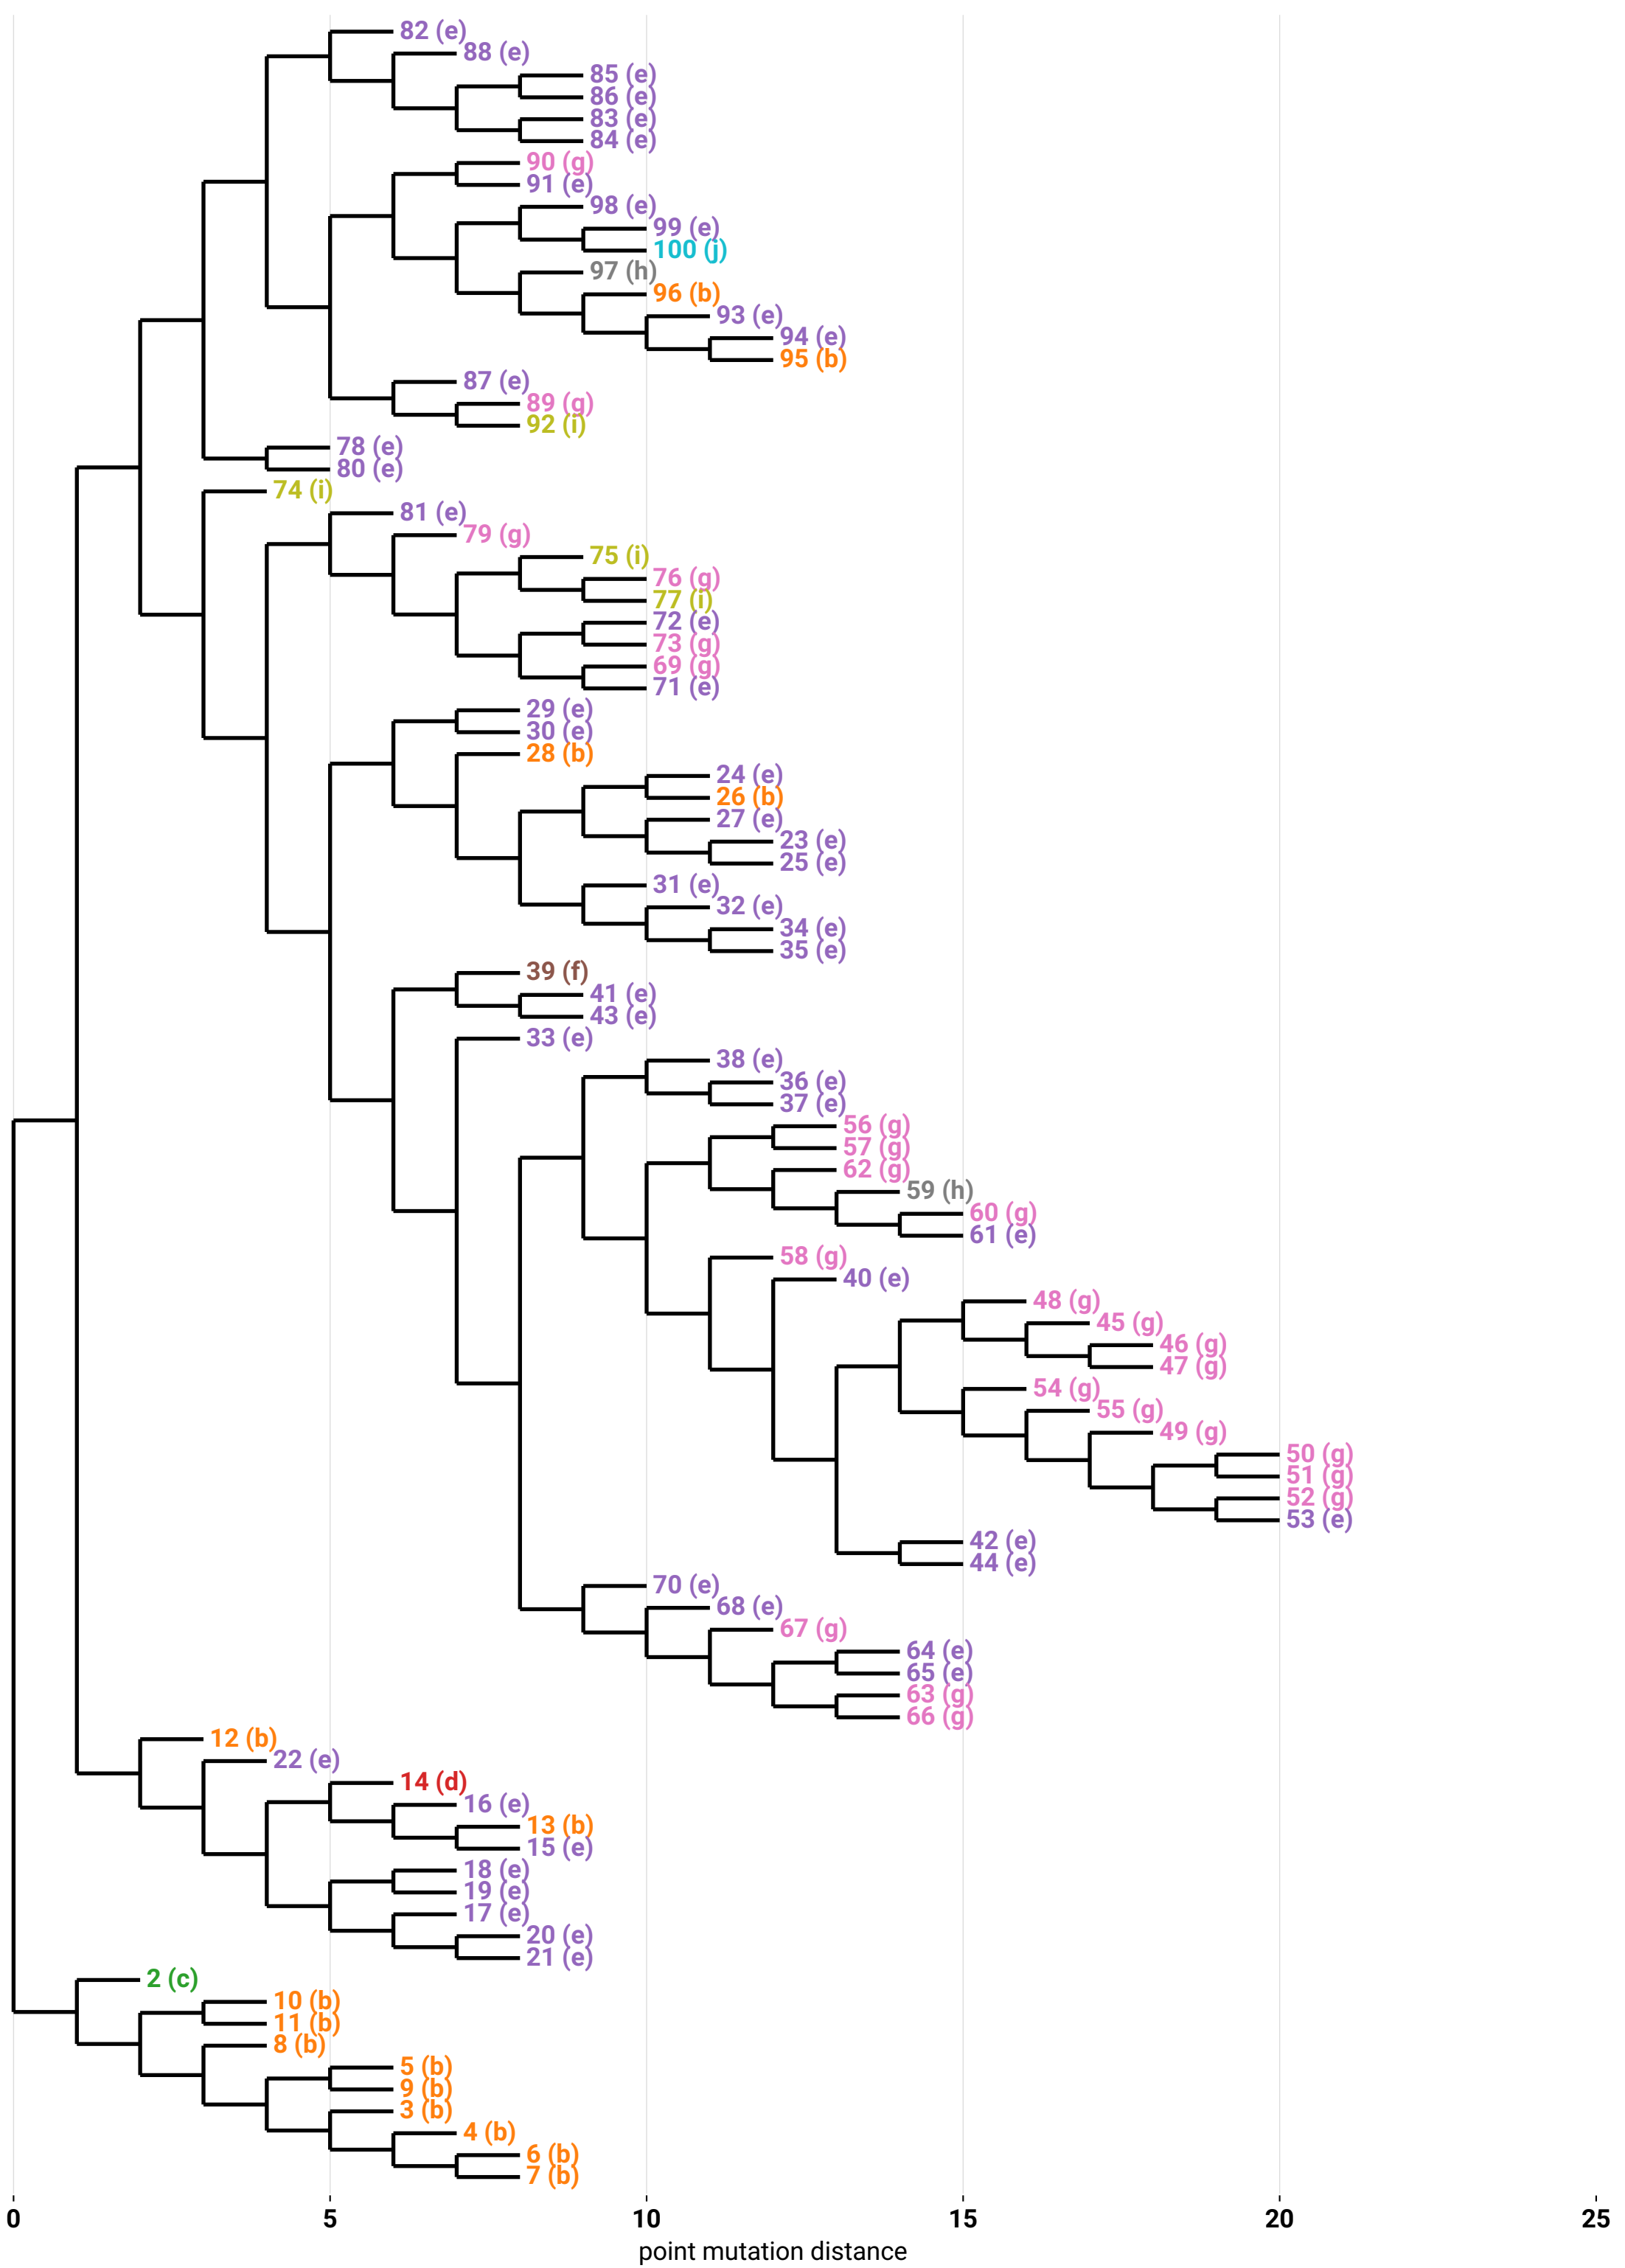 82 (e)
88 (e)
85 (e)
86 (e)
83 (e)
84 (e)
90 (g)
91 (e)
98 (e)
99 (e)
100 (j)
97 (h)
96 (b)
93 (e)
94 (e)
95 (b)
87 (e)
89 (g)
92 (i)
78 (e)
80 (e)
74 (i)
81 (e)
79 (g)
75 (i)
76 (g)
77 (i)
72 (e)
73 (g)
69 (g)
71 (e)
29 (e)
30 (e)
28 (b)
24 (e)
26 (b)
27 (e)
23 (e)
25 (e)
31 (e)
32 (e)
34 (e)
35 (e)
39 (f)
41 (e)
43 (e)
33 (e)
38 (e)
36 (e)
37 (e)
56 (g)
57 (g)
62 (g)
59 (h)
60 (g)
61 (e)
58 (g)
40 (e)
48 (g)
45 (g)
46 (g)
47 (g)
54 (g)
55 (g)
49 (g)
50 (g)
51 (g)
52 (g)
53 (e)
42 (e)
44 (e)
70 (e)
68 (e)
67 (g)
64 (e)
65 (e)
63 (g)
66 (g)
12 (b)
22 (e)
14 (d)
16 (e)
13 (b)
15 (e)
18 (e)
19 (e)
17 (e)
20 (e)
21 (e)
2 (c)
10 (b)
11 (b)
8 (b)
5 (b)
9 (b)
3 (b)
4 (b)
6 (b)
7 (b)
0 5 10 15 20 25
point mutation distance